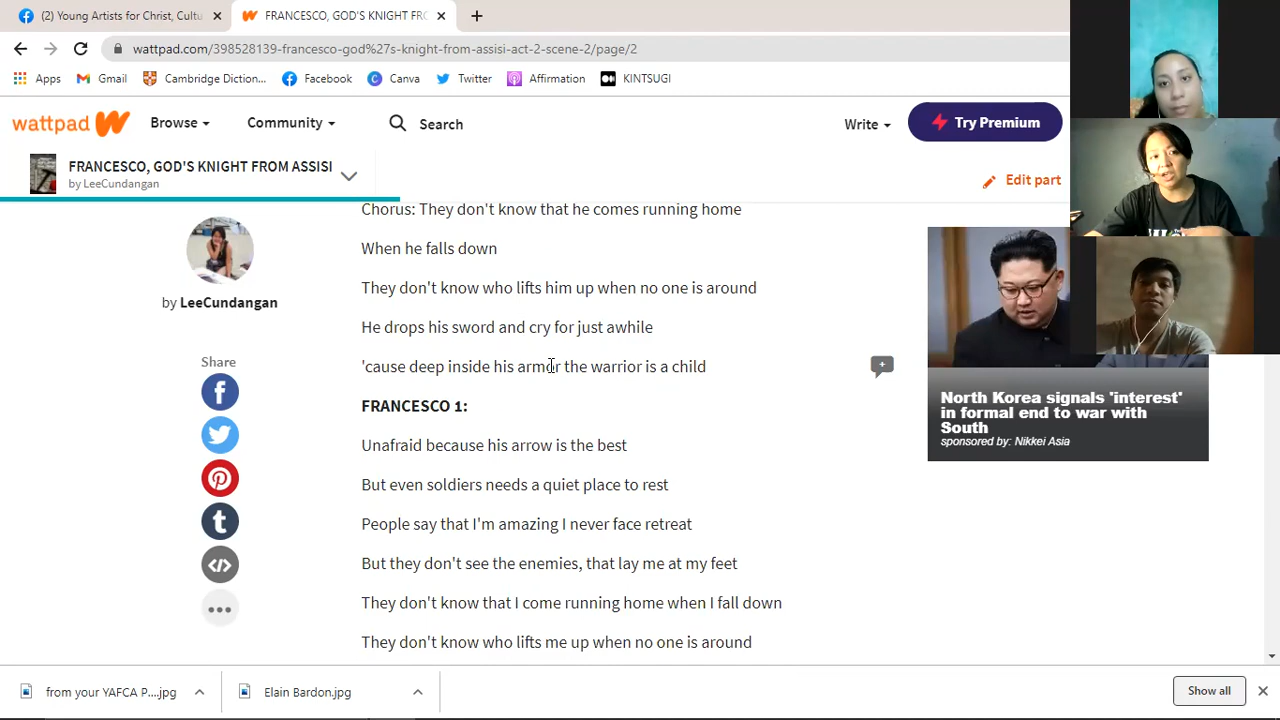 (2) Young Artists for Christ, Cultu
FRANCESCO, GOD'S KNIGHT FRO
wattpad.com/398528139-francesco-god%27s-knight-from-assisi-act-2-scene-2/page/2
Apps Gmail Cambridge Diction... Facebook Canva Twitter Affirmation KINTSUGI
wattpad Browse Community Search Write Try Premium
FRANCESCO, GOD'S KNIGHT FROM ASSISI
by LeeCundangan
Edit part
by LeeCundangan
Share
Chorus: They don't know that he comes running home
When he falls down
They don't know who lifts him up when no one is around
He drops his sword and cry for just awhile
'cause deep inside his armor the warrior is a child
FRANCESCO 1:
Unafraid because his arrow is the best
But even soldiers needs a quiet place to rest
People say that I'm amazing I never face retreat
But they don't see the enemies, that lay me at my feet
They don't know that I come running home when I fall down
They don't know who lifts me up when no one is around
North Korea signals 'interest'
in formal end to war with
South
sponsored by: Nikkei Asia
from your YAFCA P....jpg
Elain Bardon.jpg
Show all